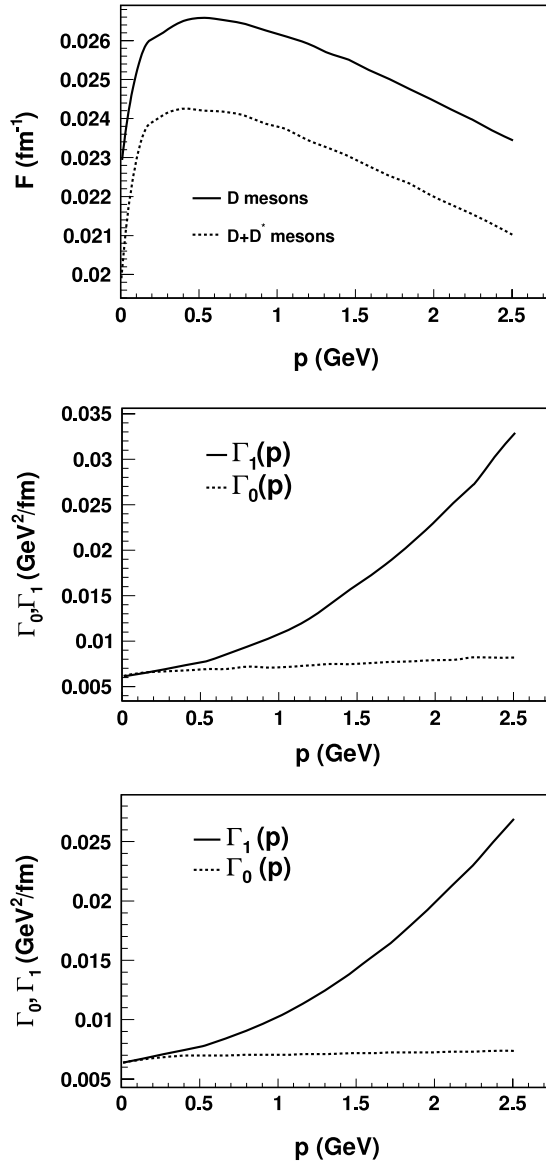 0.026
0.025
0.024
0.023
0.022
0.021
0.02
F (fm⁻¹)
D mesons
D+D* mesons
0 0.5 1 1.5 2 2.5
p (GeV)
0.035
0.03
0.025
0.02
0.015
0.01
0.005
Γ₀,Γ₁ (GeV²/fm)
Γ₁(p)
Γ₀(p)
0 0.5 1 1.5 2 2.5
p (GeV)
0.025
0.02
0.015
0.01
0.005
Γ₀, Γ₁ (GeV²/fm)
Γ₁ (p)
Γ₀ (p)
0 0.5 1 1.5 2 2.5
p (GeV)